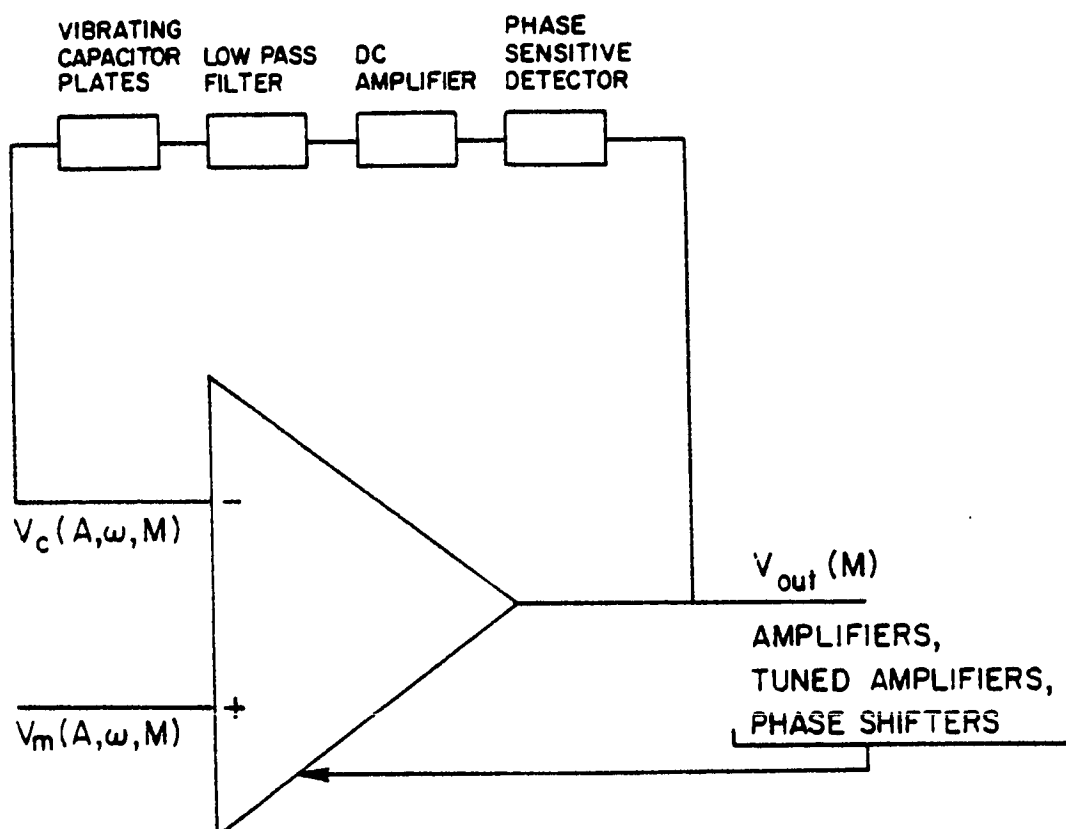 VIBRATING
CAPACITOR
PLATES
LOW PASS
FILTER
DC
AMPLIFIER
PHASE
SENSITIVE
DETECTOR
−
V_c (A,ω,M)
+
V_m (A,ω,M)
V_out (M)
AMPLIFIERS,
TUNED AMPLIFIERS,
PHASE SHIFTERS